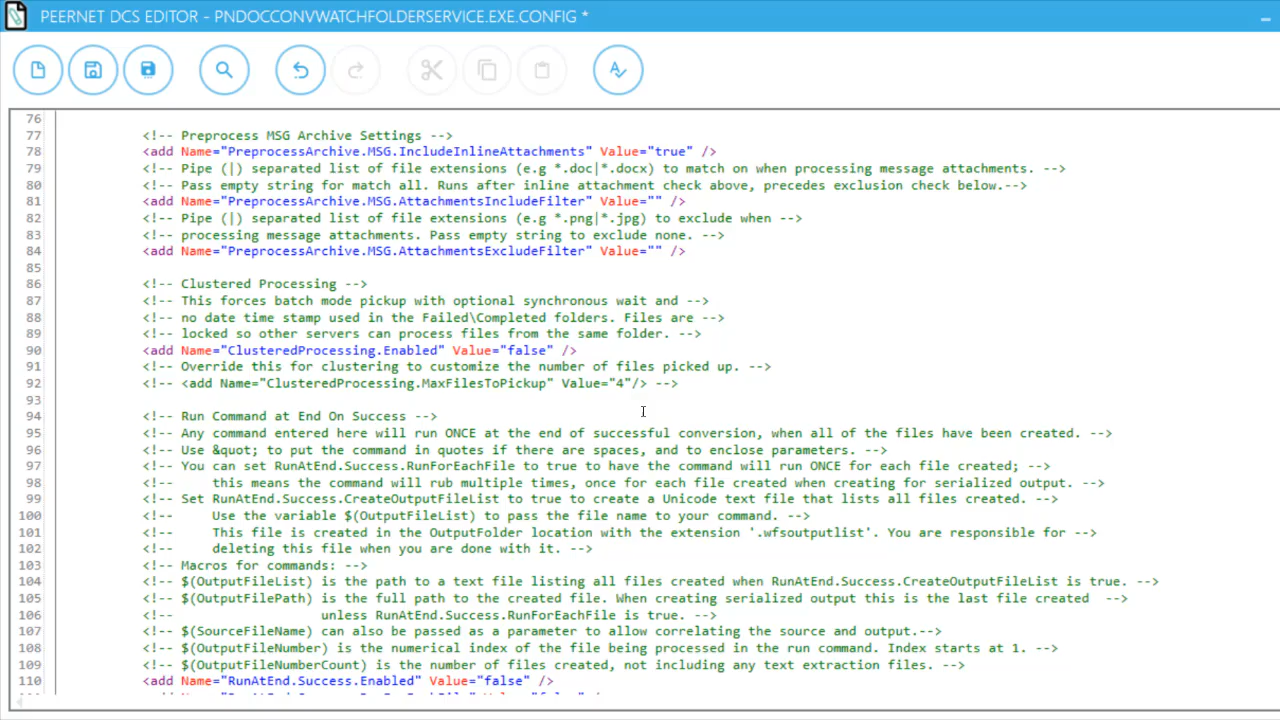 PEERNET DCS EDITOR - PNDOCCONVWATCHFOLDERSERVICE.EXE.CONFIG *
76
77 <!-- Preprocess MSG Archive Settings -->
78 <add Name="PreprocessArchive.MSG.IncludeInlineAttachments" Value="true" />
79 <!-- Pipe (|) separated list of file extensions (e.g *.doc|*.docx) to match on when processing message attachments. -->
80 <!-- Pass empty string for match all. Runs after inline attachment check above, precedes exclusion check below.-->
81 <add Name="PreprocessArchive.MSG.AttachmentsIncludeFilter" Value="" />
82 <!-- Pipe (|) separated list of file extensions (e.g *.png|*.jpg) to exclude when -->
83 <!-- processing message attachments. Pass empty string to exclude none. -->
84 <add Name="PreprocessArchive.MSG.AttachmentsExcludeFilter" Value="" />
85
86 <!-- Clustered Processing -->
87 <!-- This forces batch mode pickup with optional synchronous wait and -->
88 <!-- no date time stamp used in the Failed\Completed folders. Files are -->
89 <!-- locked so other servers can process files from the same folder. -->
90 <add Name="ClusteredProcessing.Enabled" Value="false" />
91 <!-- Override this for clustering to customize the number of files picked up. -->
92 <!-- <add Name="ClusteredProcessing.MaxFilesToPickup" Value="4"/> -->
93
94 <!-- Run Command at End On Success -->
95 <!-- Any command entered here will run ONCE at the end of successful conversion, when all of the files have been created. -->
96 <!-- Use &quot; to put the command in quotes if there are spaces, and to enclose parameters. -->
97 <!-- You can set RunAtEnd.Success.RunForEachFile to true to have the command will run ONCE for each file created; -->
98 <!-- this means the command will rub multiple times, once for each file created when creating for serialized output. -->
99 <!-- Set RunAtEnd.Success.CreateOutputFileList to true to create a Unicode text file that lists all files created. -->
100 <!-- Use the variable $(OutputFileList) to pass the file name to your command. -->
101 <!-- This file is created in the OutputFolder location with the extension '.wfsoutputlist'. You are responsible for -->
102 <!-- deleting this file when you are done with it. -->
103 <!-- Macros for commands: -->
104 <!-- $(OutputFileList) is the path to a text file listing all files created when RunAtEnd.Success.CreateOutputFileList is true. -->
105 <!-- $(OutputFilePath) is the full path to the created file. When creating serialized output this is the last file created -->
106 <!-- unless RunAtEnd.Success.RunForEachFile is true. -->
107 <!-- $(SourceFileName) can also be passed as a parameter to allow correlating the source and output.-->
108 <!-- $(OutputFileNumber) is the numerical index of the file being processed in the run command. Index starts at 1. -->
109 <!-- $(OutputFileNumberCount) is the number of files created, not including any text extraction files. -->
110 <add Name="RunAtEnd.Success.Enabled" Value="false" />